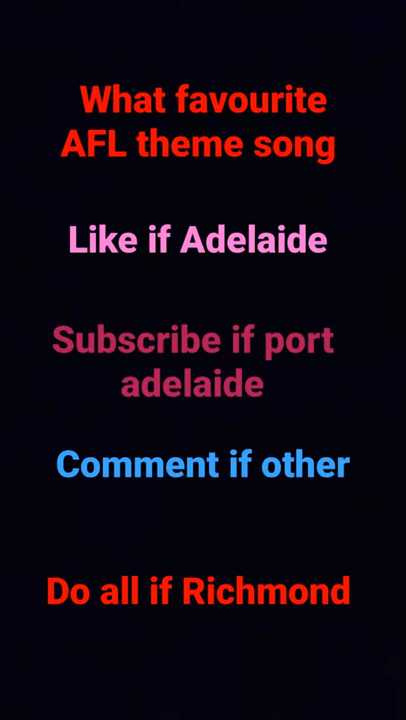 What favourite
AFL theme song
Like if Adelaide
Subscribe if port
adelaide
Comment if other
Do all if Richmond